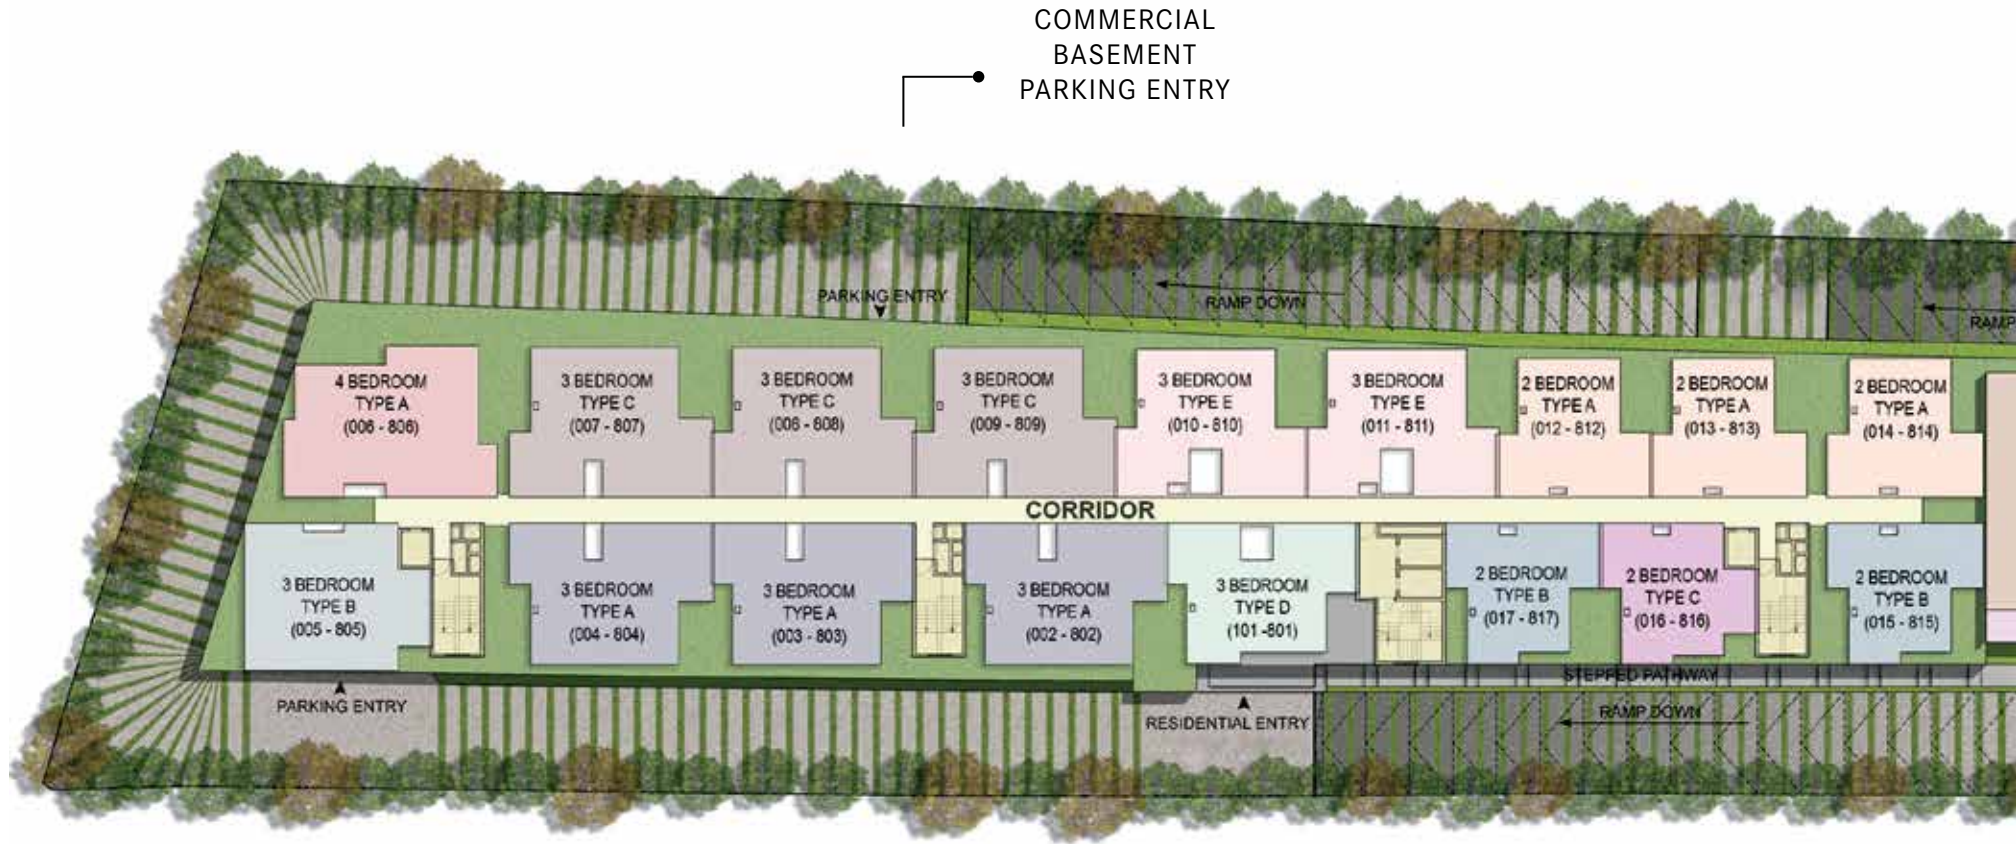 COMMERCIAL
BASEMENT
PARKING ENTRY
PARKING ENTRY
RAMP DOWN
RAMP
4 BEDROOM
TYPE A
(006 - 806)
3 BEDROOM
TYPE C
(007 - 807)
3 BEDROOM
TYPE C
(008 - 808)
3 BEDROOM
TYPE C
(009 - 809)
3 BEDROOM
TYPE E
(010 - 810)
3 BEDROOM
TYPE E
(011 - 811)
2 BEDROOM
TYPE A
(012 - 812)
2 BEDROOM
TYPE A
(013 - 813)
2 BEDROOM
TYPE A
(014 - 814)
CORRIDOR
3 BEDROOM
TYPE B
(005 - 805)
3 BEDROOM
TYPE A
(004 - 804)
3 BEDROOM
TYPE A
(003 - 803)
3 BEDROOM
TYPE A
(002 - 802)
3 BEDROOM
TYPE D
(101 -801)
2 BEDROOM
TYPE B
(017 - 817)
2 BEDROOM
TYPE C
(016 - 816)
2 BEDROOM
TYPE B
(015 - 815)
STEPPED PATHWAY
PARKING ENTRY
RESIDENTIAL ENTRY
RAMP DOWN